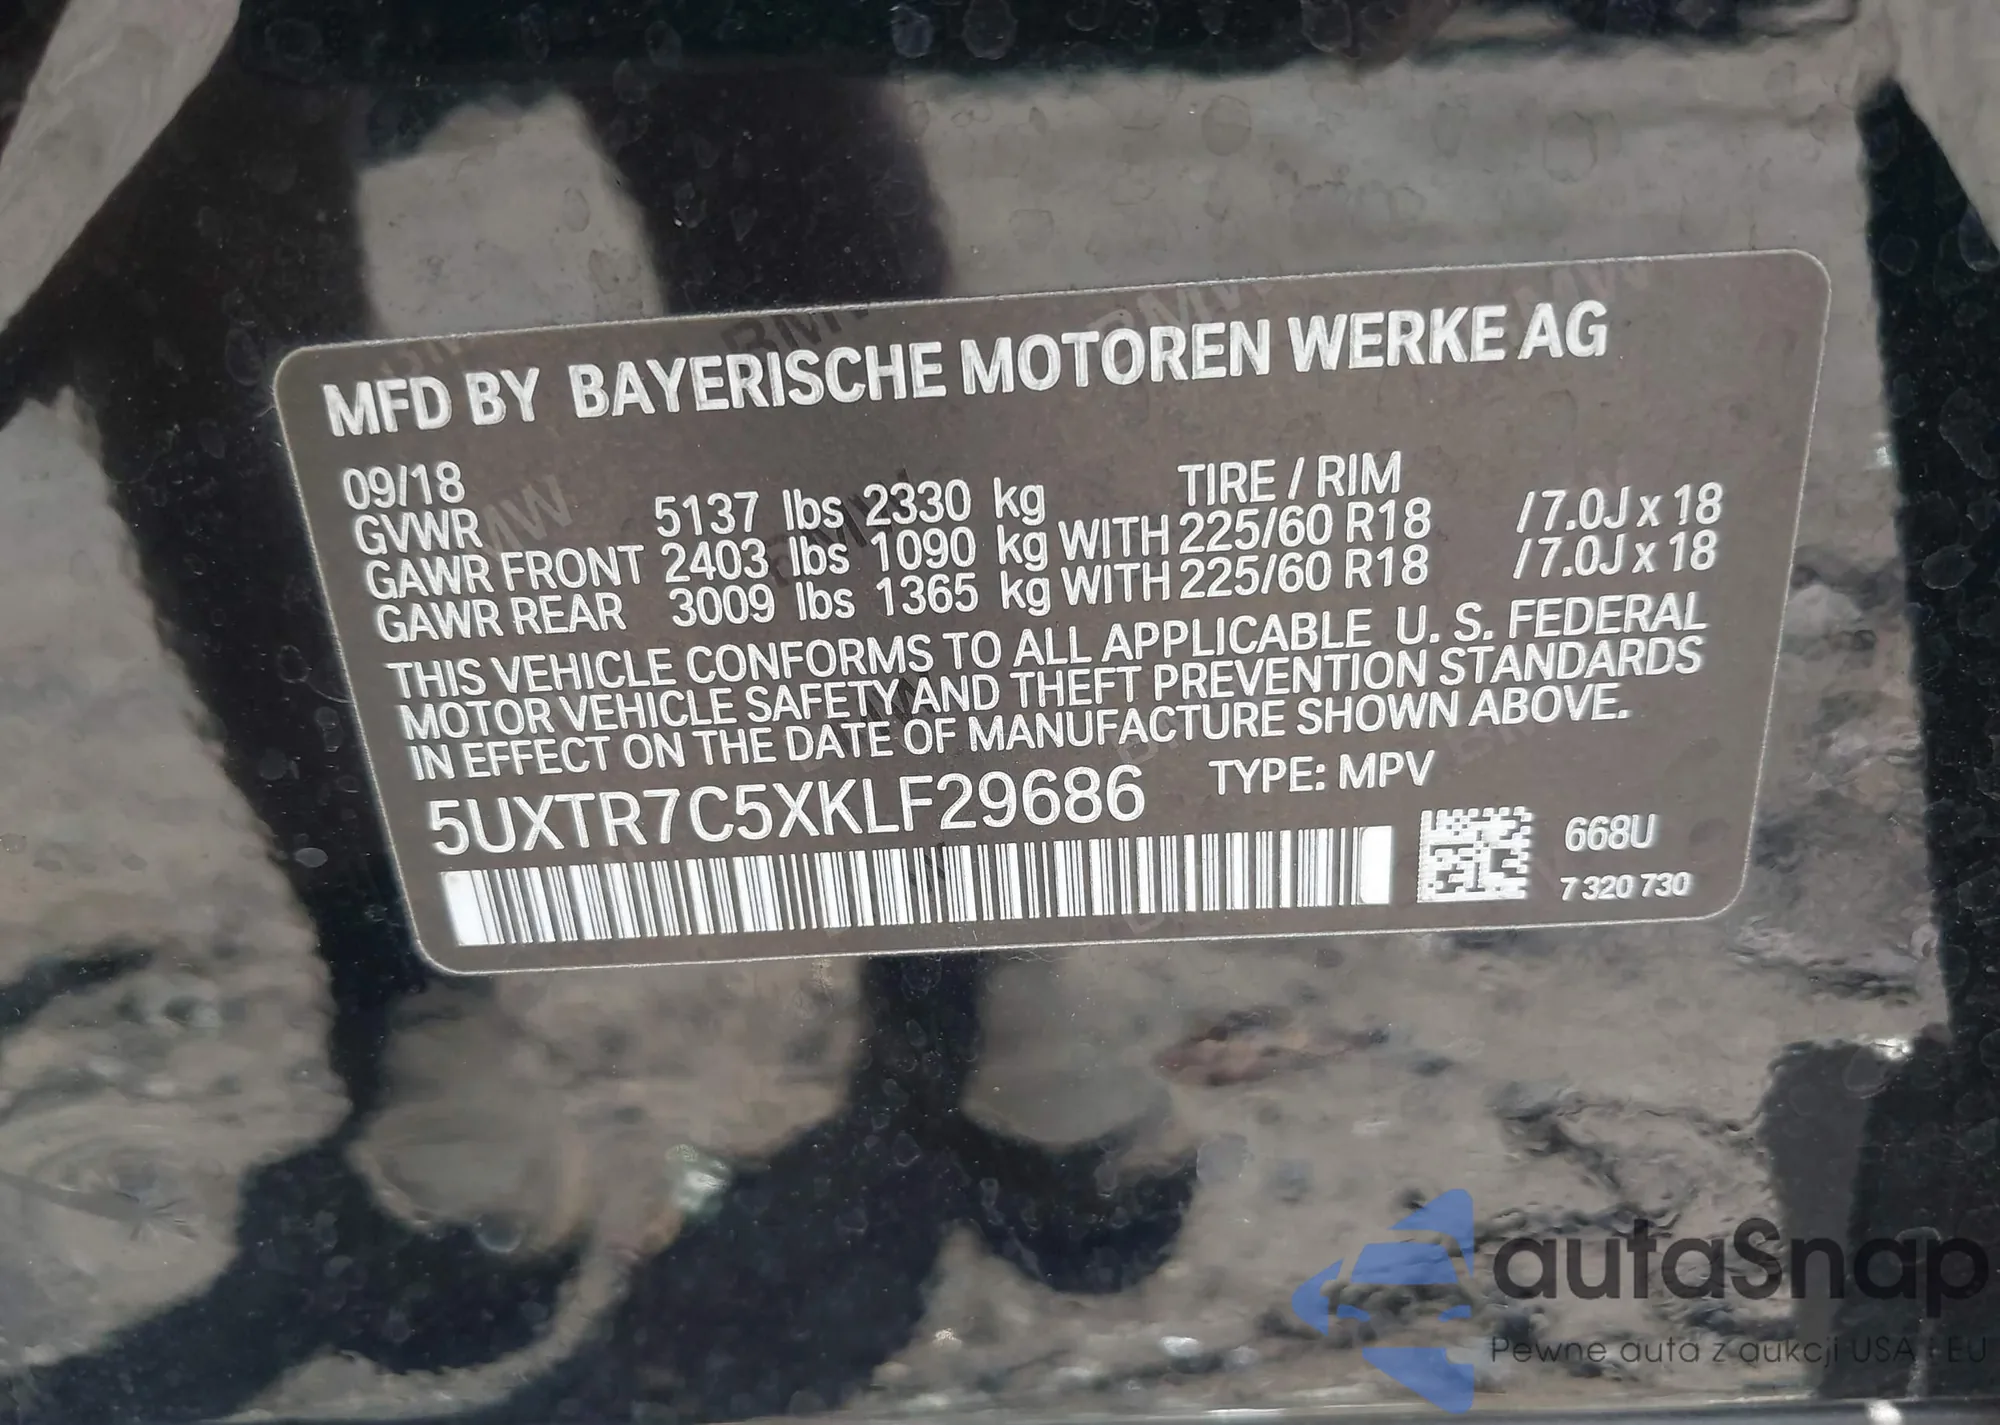 MFD BY BAYERISCHE MOTOREN WERKE AG
09/18 TIRE / RIM
GVWR 5137 lbs 2330 kg
GAWR FRONT 2403 lbs 1090 kg WITH 225/60 R18 /7.0J x 18
GAWR REAR 3009 lbs 1365 kg WITH 225/60 R18 /7.0J x 18
THIS VEHICLE CONFORMS TO ALL APPLICABLE U. S. FEDERAL
MOTOR VEHICLE SAFETY AND THEFT PREVENTION STANDARDS
IN EFFECT ON THE DATE OF MANUFACTURE SHOWN ABOVE.
5UXTR7C5XKLF29686 TYPE: MPV
668U
7 320 730
autaSnap
Pewne auta z aukcji USA i EU